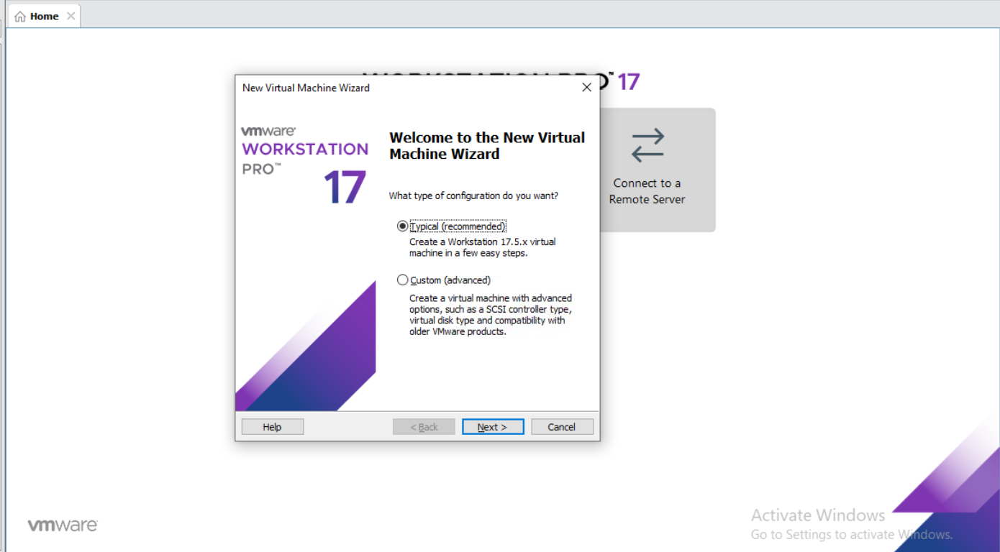 Home
WORKSTATION PRO™ 17
New Virtual Machine Wizard
vmware
WORKSTATION
PRO™
17
Welcome to the New Virtual
Machine Wizard
What type of configuration do you want?
Typical (recommended)
Create a Workstation 17.5.x virtual
machine in a few easy steps.
Custom (advanced)
Create a virtual machine with advanced
options, such as a SCSI controller type,
virtual disk type and compatibility with
older VMware products.
Help
< Back
Next >
Cancel
Connect to a
Remote Server
vmware
Activate Windows
Go to Settings to activate Windows.